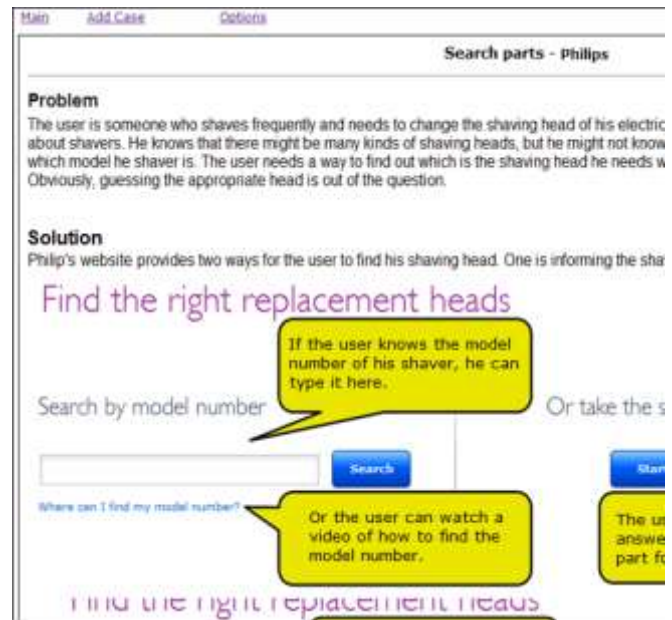 Main Add Case Options
Search parts - Philips
Problem
The user is someone who shaves frequently and needs to change the shaving head of his electric
about shavers. He knows that there might be many kinds of shaving heads, but he might not know
which model he shaver is. The user needs a way to find out which is the shaving head he needs w
Obviously, guessing the appropriate head is out of the question.
Solution
Philip's website provides two ways for the user to find his shaving head. One is informing the sha
Find the right replacement heads
If the user knows the model
number of his shaver, he can
type it here.
Search by model number
Or take the s
Search
Star
Where can I find my model number?
Or the user can watch a
video of how to find the
model number.
The us
answe
part fo
Find the right replacement heads